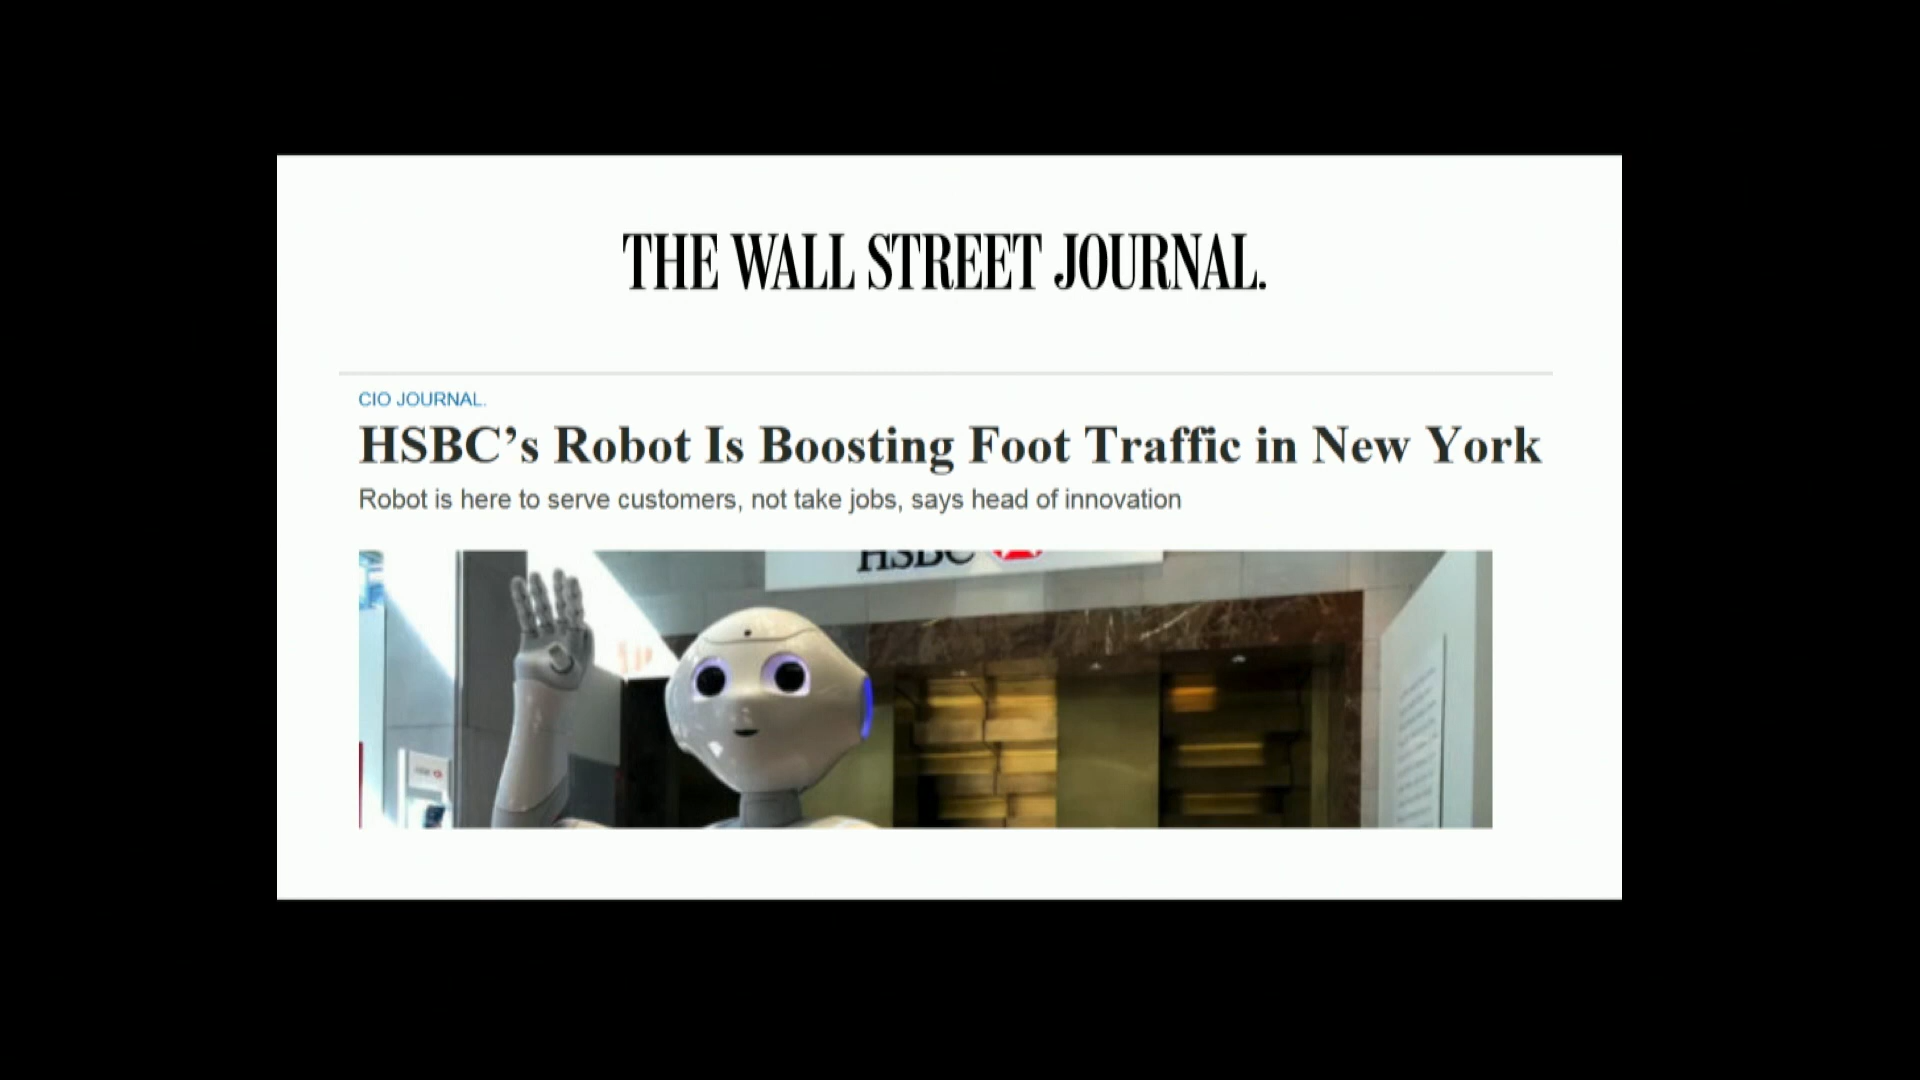 THE WALL STREET JOURNAL.
CIO JOURNAL.
HSBC’s Robot Is Boosting Foot Traffic in New York
Robot is here to serve customers, not take jobs, says head of innovation
HSBC